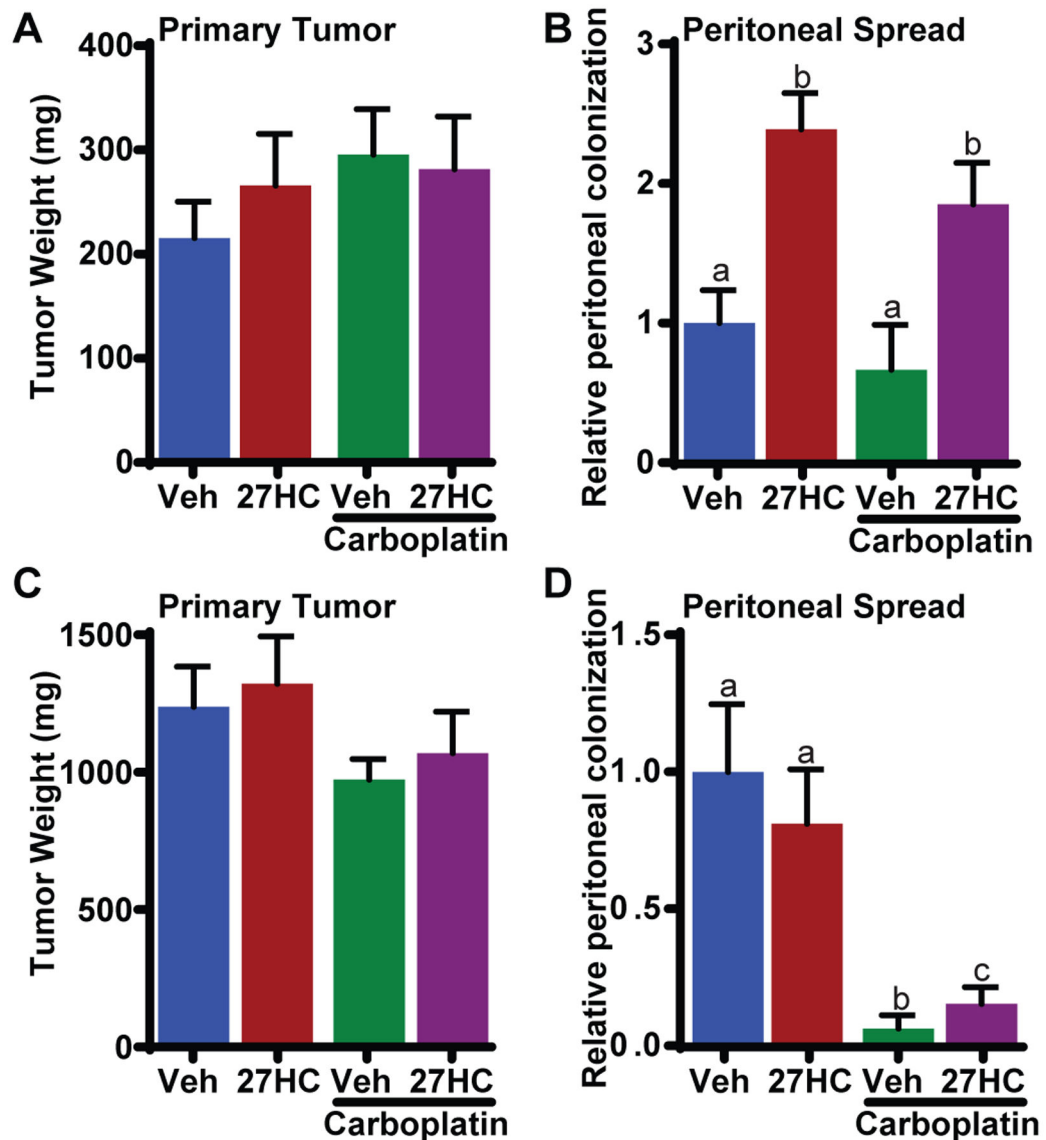 A Primary Tumor
Tumor Weight (mg)
400
300
200
100
0
Veh 27HC Veh 27HC
Carboplatin
B Peritoneal Spread
Relative peritoneal colonization
3
2
1
0
a
b
a
b
Veh 27HC Veh 27HC
Carboplatin
C Primary Tumor
Tumor Weight (mg)
1500
1000
500
0
Veh 27HC Veh 27HC
Carboplatin
D Peritoneal Spread
Relative peritoneal colonization
1.5
1.0
0.5
0.0
a
a
b
c
Veh 27HC Veh 27HC
Carboplatin